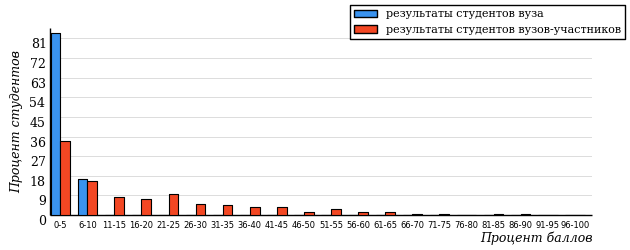 результаты студентов вуза
результаты студентов вузов-участников
Процент студентов
81
72
63
54
45
36
27
18
9
0
0-5 6-10 11-15 16-20 21-25 26-30 31-35 36-40 41-45 46-50 51-55 56-60 61-65 66-70 71-75 76-80 81-85 86-90 91-95 96-100
Процент баллов